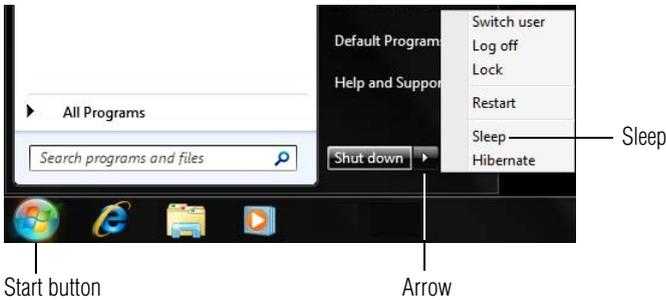 Switch user
Default Program
Log off
Lock
Help and Suppor
Restart
All Programs
Sleep
Sleep
Search programs and files
Shut down
Hibernate
Start button
Arrow